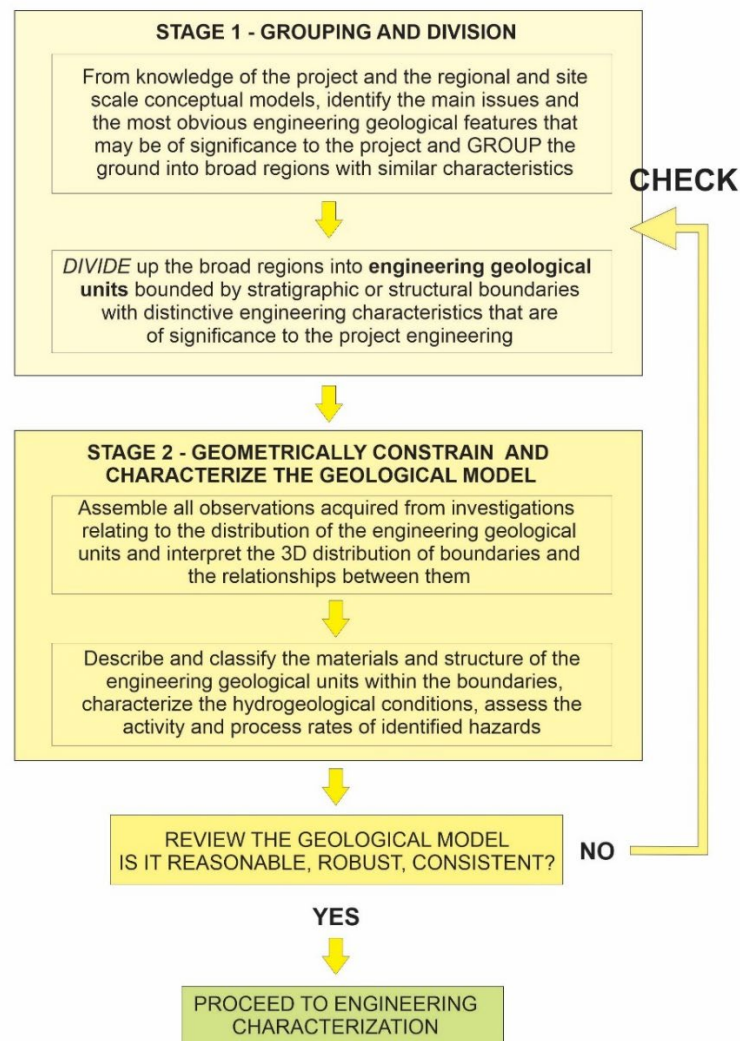 STAGE 1 - GROUPING AND DIVISION
From knowledge of the project and the regional and site
scale conceptual models, identify the main issues and
the most obvious engineering geological features that
may be of significance to the project and GROUP the
ground into broad regions with similar characteristics
CHECK
DIVIDE up the broad regions into engineering geological
units bounded by stratigraphic or structural boundaries
with distinctive engineering characteristics that are
of significance to the project engineering
STAGE 2 - GEOMETRICALLY CONSTRAIN AND
CHARACTERIZE THE GEOLOGICAL MODEL
Assemble all observations acquired from investigations
relating to the distribution of the engineering geological
units and interpret the 3D distribution of boundaries and
the relationships between them
Describe and classify the materials and structure of the
engineering geological units within the boundaries,
characterize the hydrogeological conditions, assess the
activity and process rates of identified hazards
REVIEW THE GEOLOGICAL MODEL
IS IT REASONABLE, ROBUST, CONSISTENT?
NO
YES
PROCEED TO ENGINEERING
CHARACTERIZATION